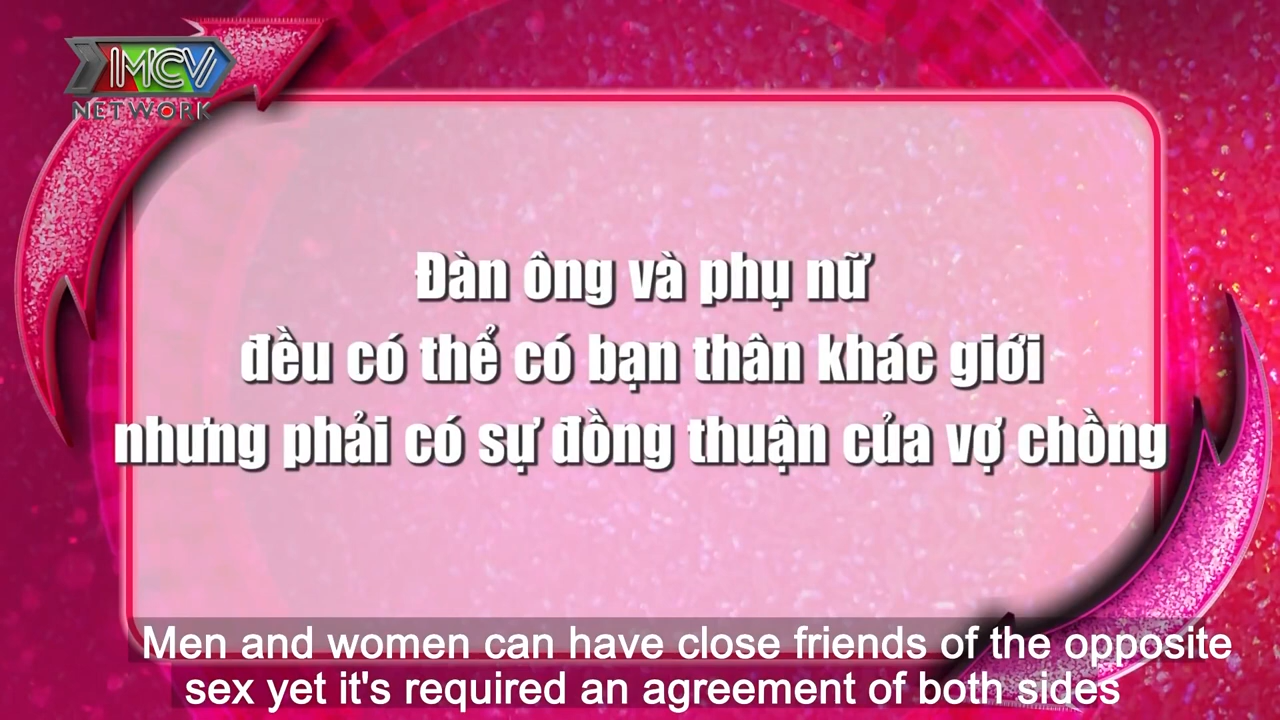 MCV
NETWORK
Đàn ông và phụ nữ
đều có thể có bạn thân khác giới
nhưng phải có sự đồng thuận của vợ chồng
Men and women can have close friends of the opposite
sex yet it's required an agreement of both sides